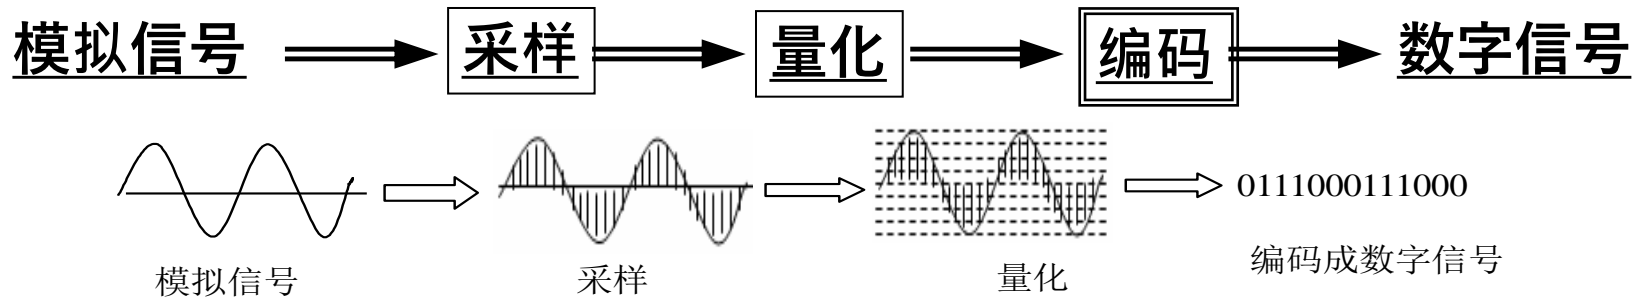 模拟信号 采样 量化 编码 数字信号
0111000111000
模拟信号 采样 量化 编码成数字信号